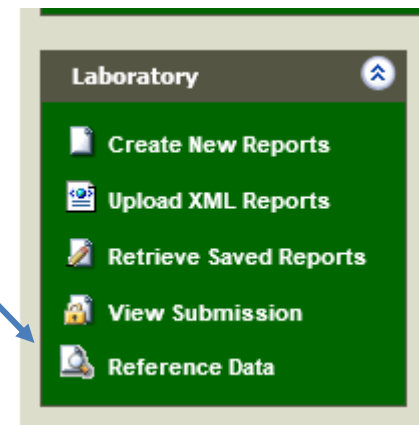 Laboratory
Create New Reports
Upload XML Reports
Retrieve Saved Reports
View Submission
Reference Data